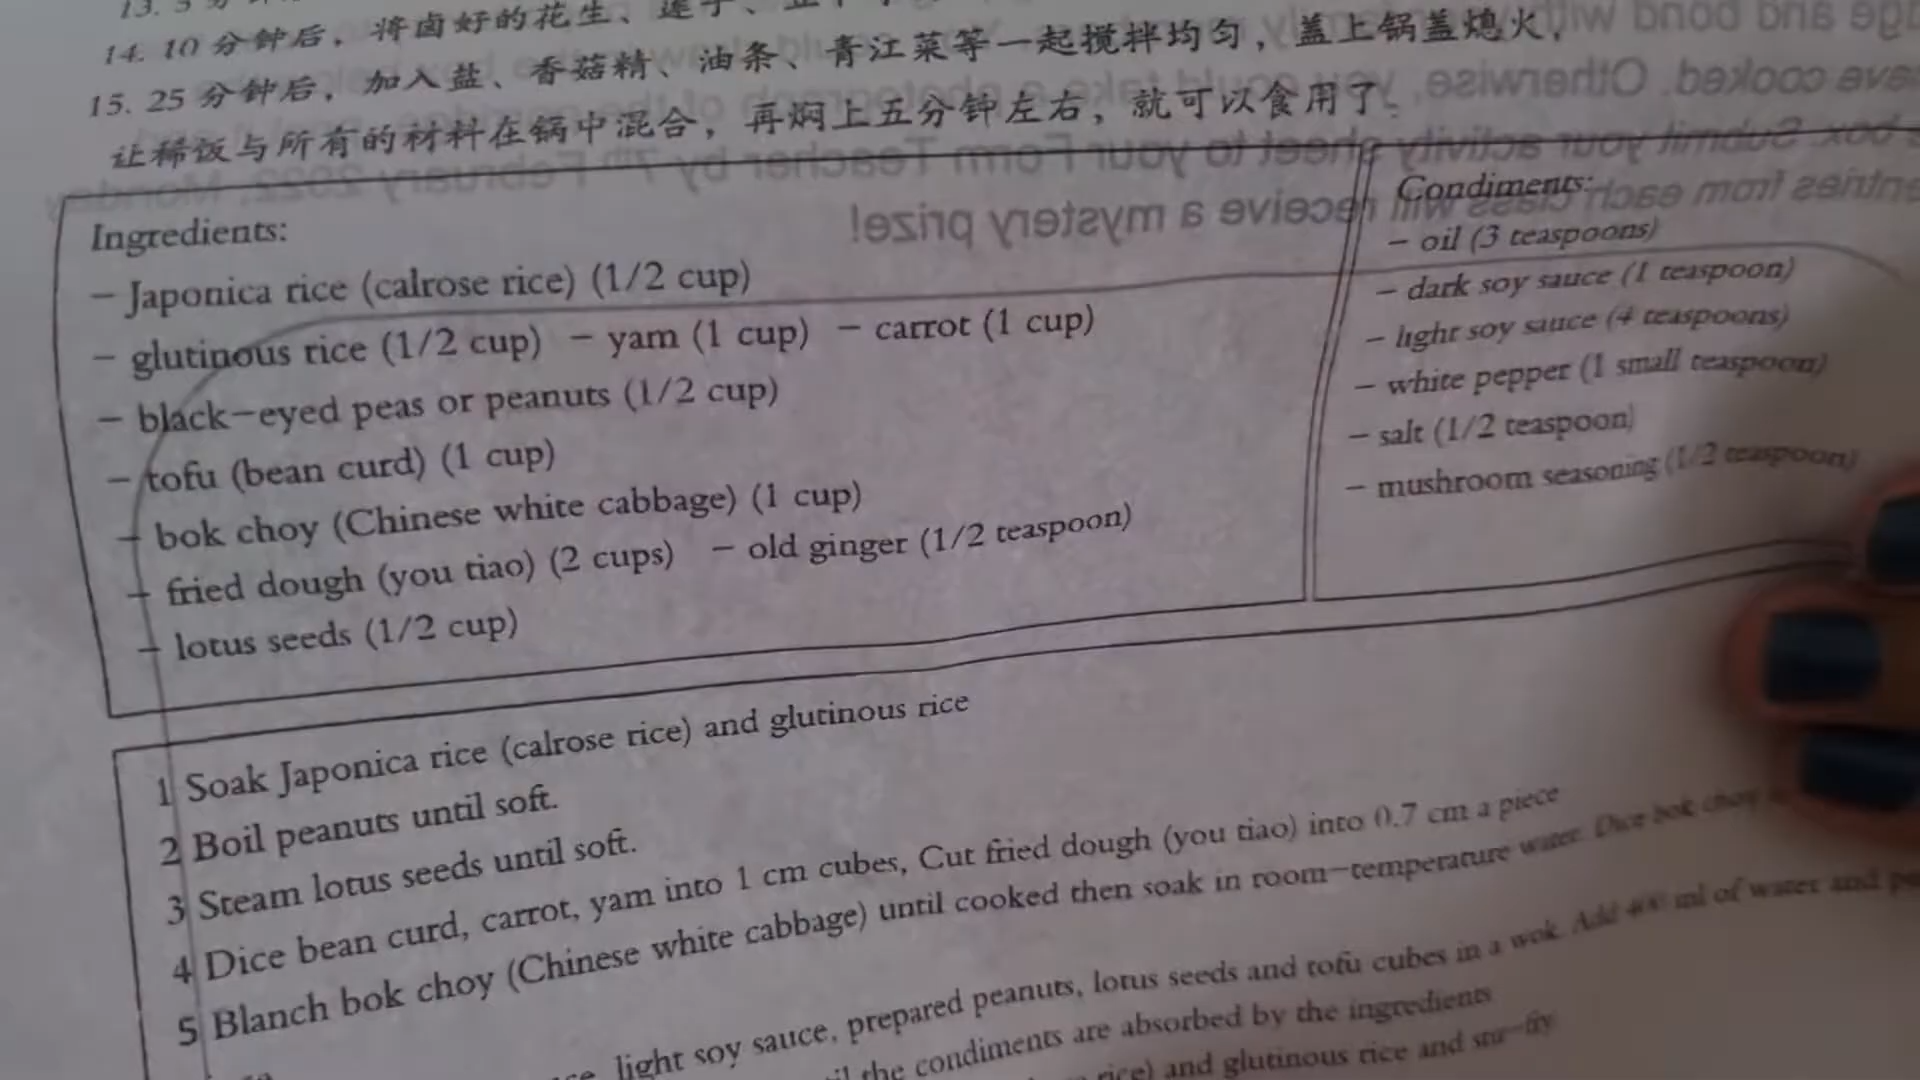 14. 10 分钟后，将卤好的花生、莲子、
15. 25 分钟后，加入盐、香菇精、油条、青江菜等一起搅拌均匀，盖上锅盖熄火，
让稀饭与所有的材料在锅中混合，再焖上五分钟左右，就可以食用了。
Ingredients:
- Japonica rice (calrose rice) (1/2 cup)
- glutinous rice (1/2 cup) - yam (1 cup) - carrot (1 cup)
- black-eyed peas or peanuts (1/2 cup)
- tofu (bean curd) (1 cup)
- bok choy (Chinese white cabbage) (1 cup)
- fried dough (you tiao) (2 cups) - old ginger (1/2 teaspoon)
- lotus seeds (1/2 cup)
Condiments:
- oil (3 teaspoons)
- dark soy sauce (1 teaspoon)
- light soy sauce (4 teaspoons)
- white pepper (1 small teaspoon)
- salt (1/2 teaspoon)
- mushroom seasoning (1/2 teaspoon)
1 Soak Japonica rice (calrose rice) and glutinous rice
2 Boil peanuts until soft.
3 Steam lotus seeds until soft.
4 Dice bean curd, carrot, yam into 1 cm cubes, Cut fried dough (you tiao) into 0.7 cm a piece
5 Blanch bok choy (Chinese white cabbage) until cooked then soak in room-temperature water. Dice bok choy
light soy sauce, prepared peanuts, lotus seeds and tofu cubes in a wok. Add 400 ml of water and
the condiments are absorbed by the ingredients
rice) and glutinous rice and stir-fry